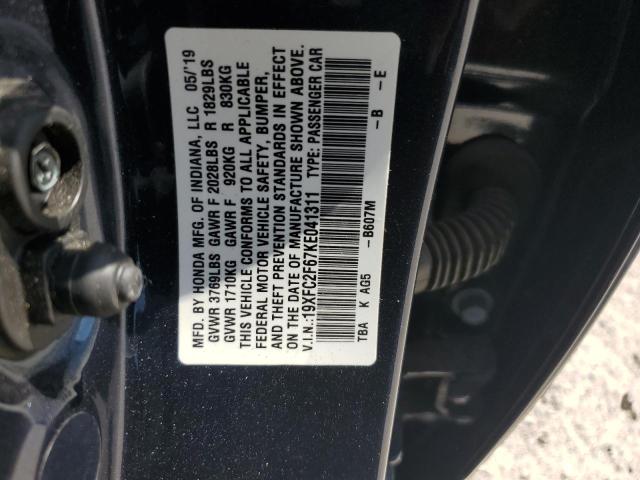 MFD. BY HONDA MFG. OF INDIANA, LLC 05/'19
GVWR 3769LBS GAWR F 2028LBS R 1829LBS
GVWR 1710KG GAWR F 920KG R 830KG
THIS VEHICLE CONFORMS TO ALL APPLICABLE
FEDERAL MOTOR VEHICLE SAFETY, BUMPER,
AND THEFT PREVENTION STANDARDS IN EFFECT
ON THE DATE OF MANUFACTURE SHOWN ABOVE.
V.I.N.:19XFC2F67KE041311 TYPE: PASSENGER CAR
TBA K AG5 -B607M -B -E